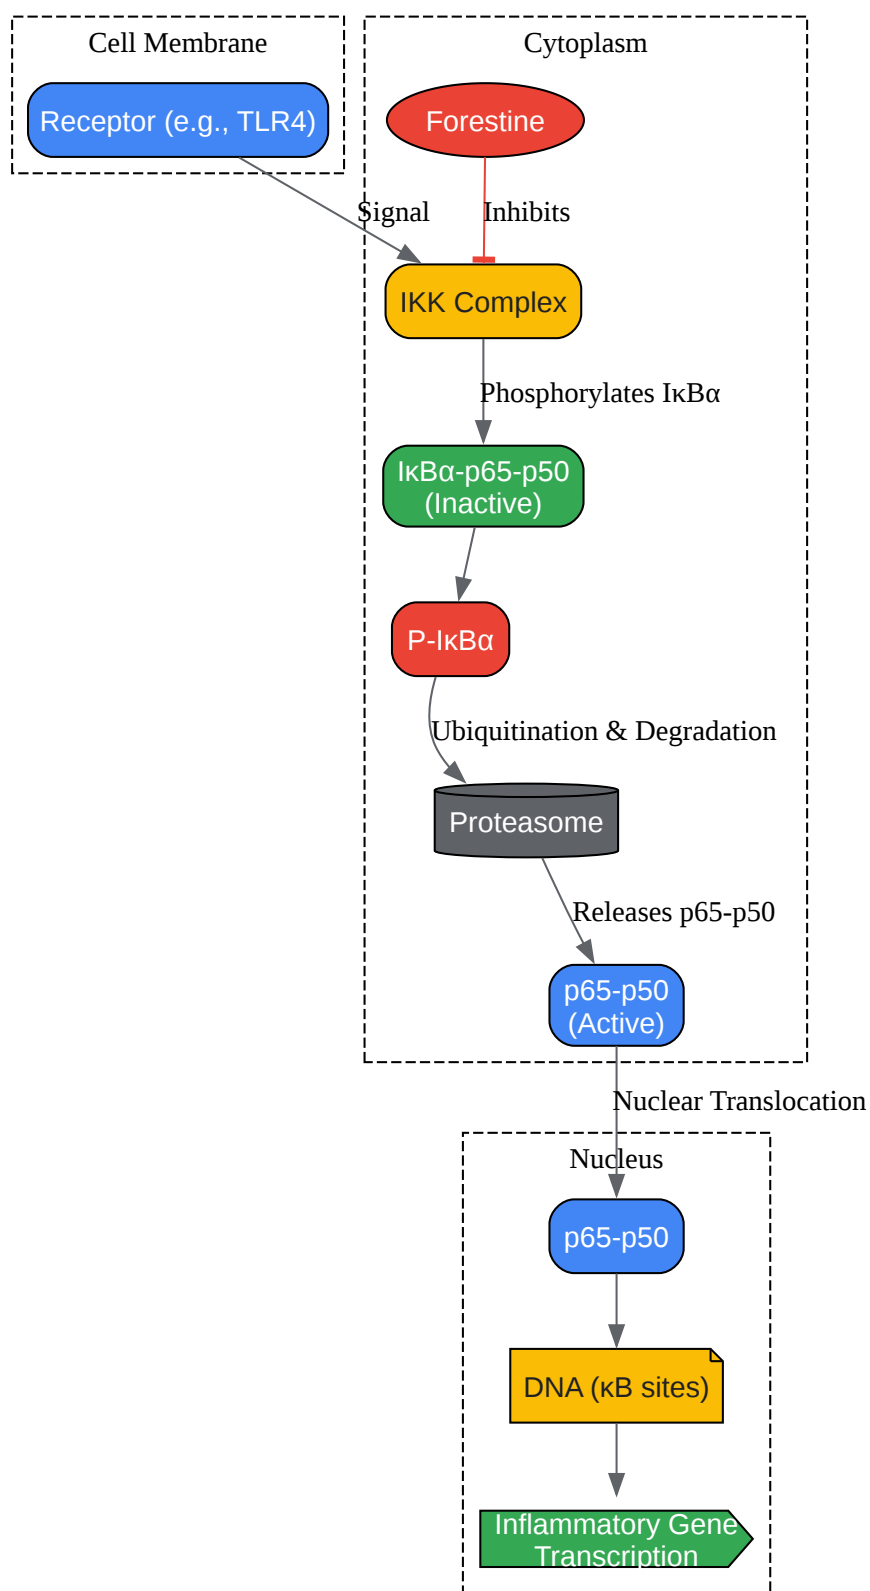 Cell Membrane
Receptor (e.g., TLR4)
Cytoplasm
Forestine
Signal
Inhibits
IKK Complex
Phosphorylates IκBα
IκBα-p65-p50
(Inactive)
P-IκBα
Ubiquitination & Degradation
Proteasome
Releases p65-p50
p65-p50
(Active)
Nuclear Translocation
Nucleus
p65-p50
DNA (κB sites)
Inflammatory Gene
Transcription